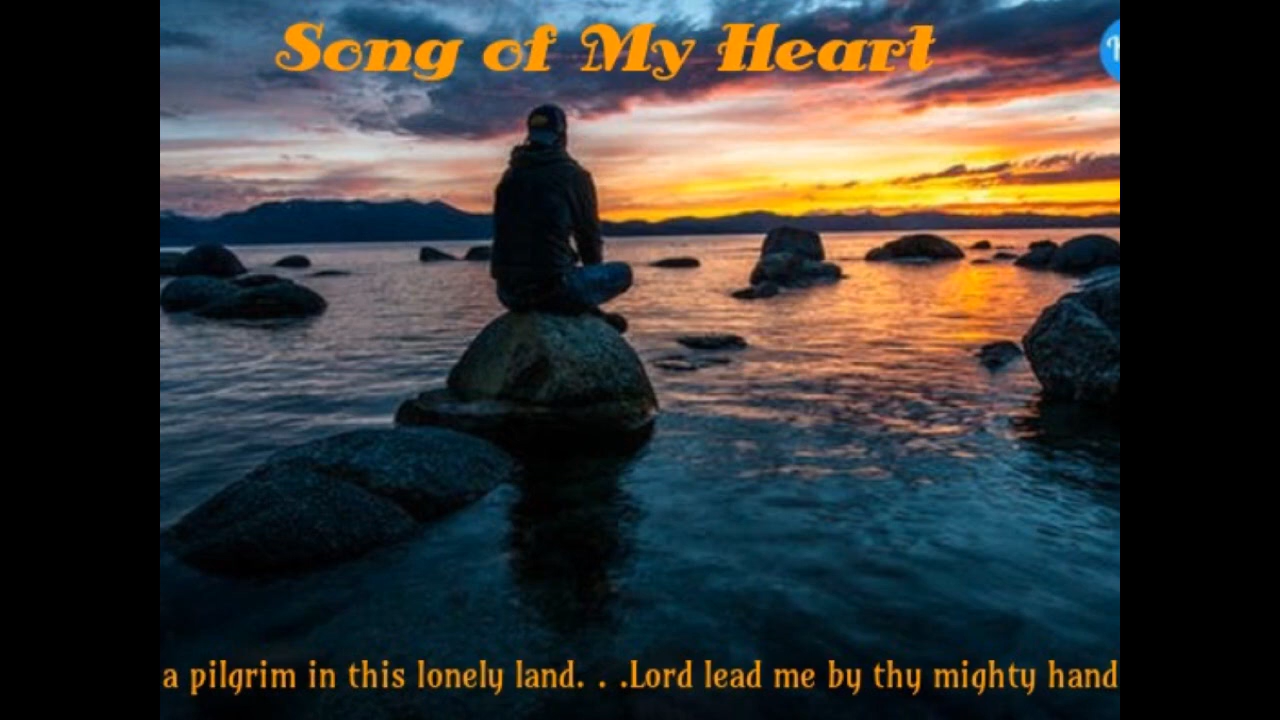 Song of My Heart
a pilgrim in this lonely land. . .Lord lead me by thy mighty hand